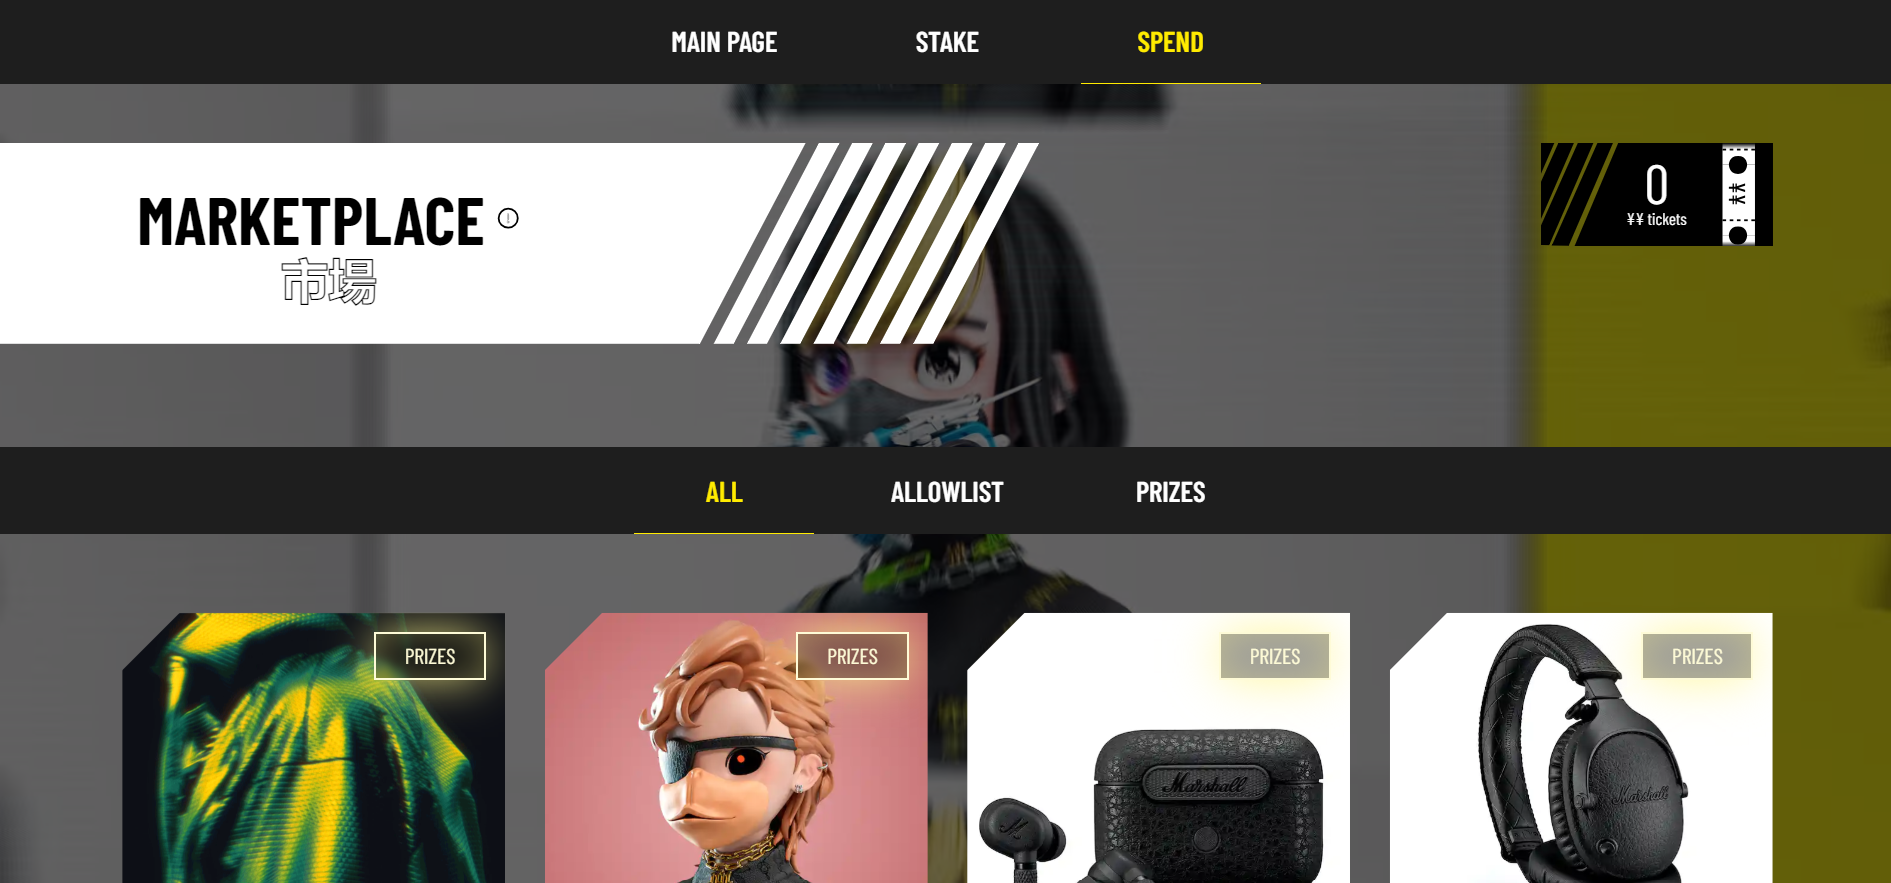 MAIN PAGE
STAKE
SPEND
MARKETPLACE
市場
0
¥¥ tickets
¥¥
ALL
ALLOWLIST
PRIZES
PRIZES
PRIZES
PRIZES
PRIZES
Marshall
Marshall